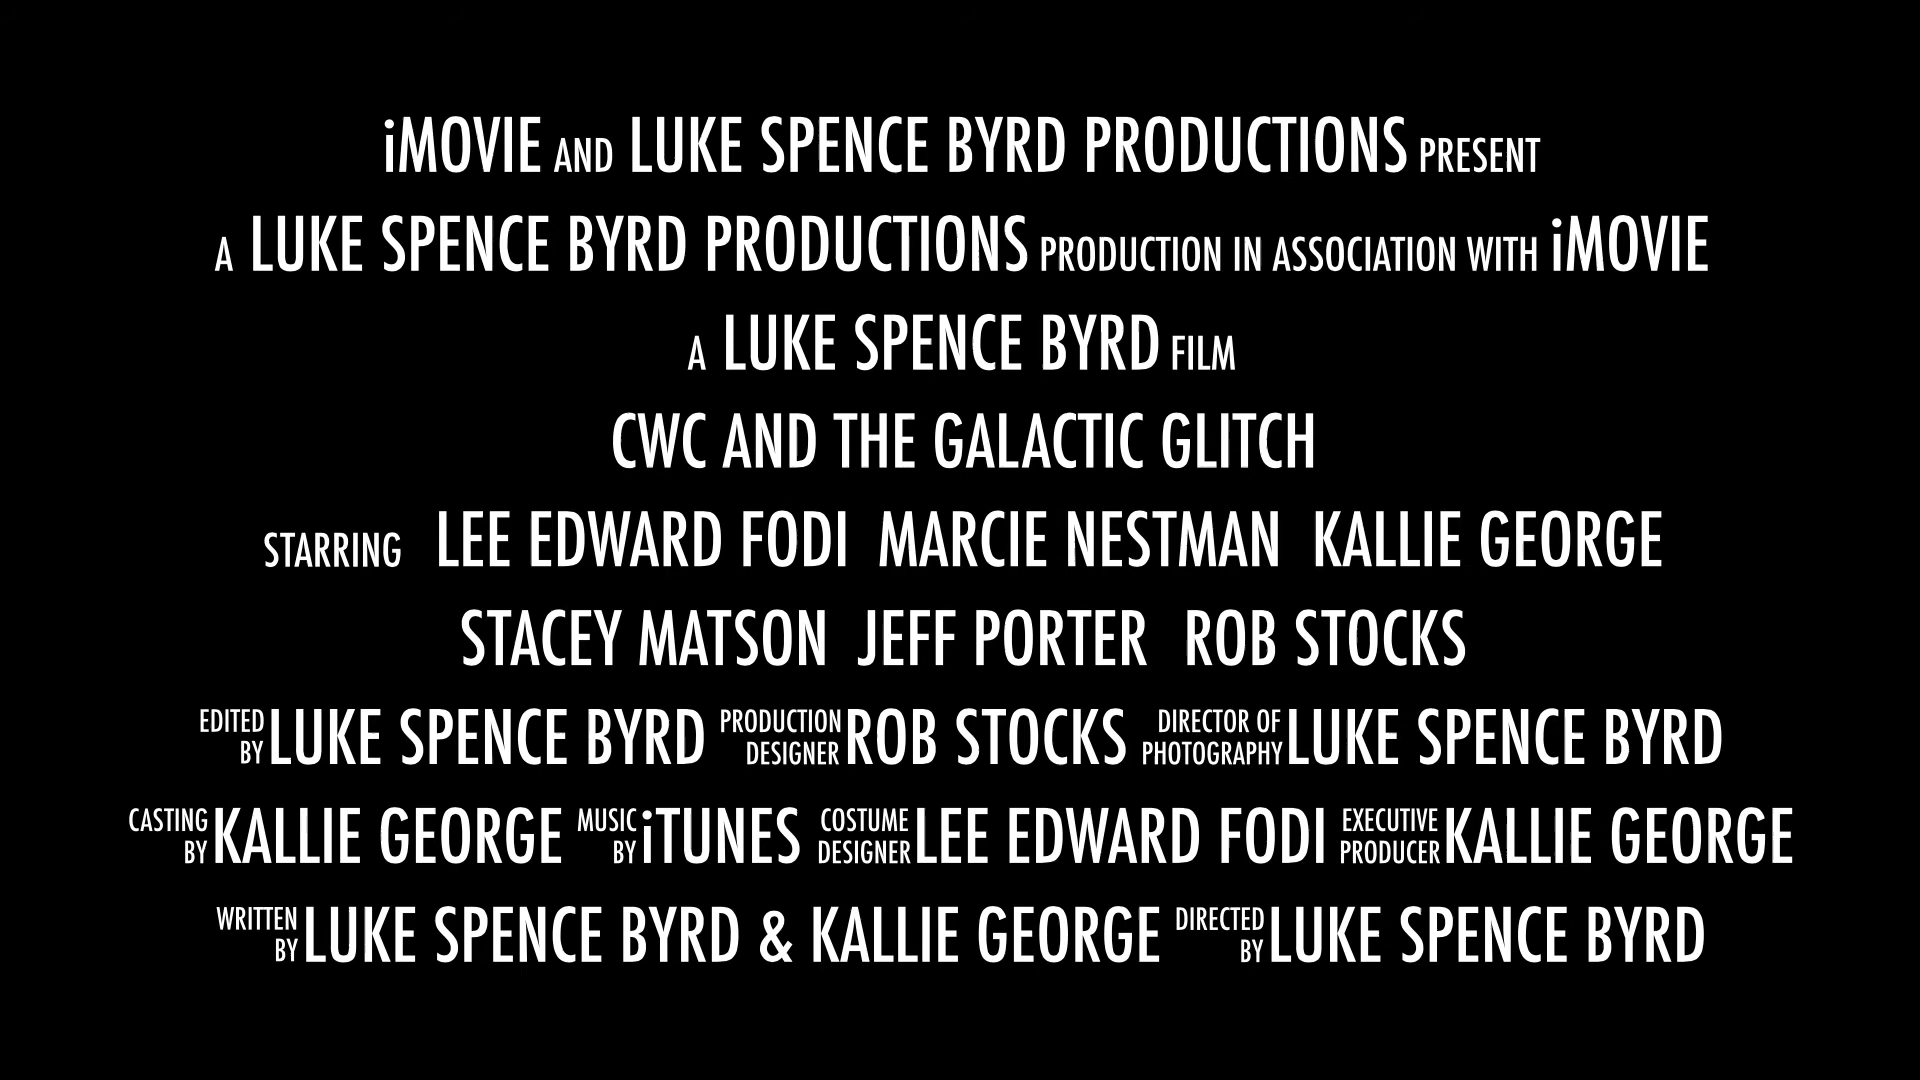 iMOVIE AND LUKE SPENCE BYRD PRODUCTIONS PRESENT
A LUKE SPENCE BYRD PRODUCTIONS PRODUCTION IN ASSOCIATION WITH iMOVIE
A LUKE SPENCE BYRD FILM
CWC AND THE GALACTIC GLITCH
STARRING LEE EDWARD FODI MARCIE NESTMAN KALLIE GEORGE
STACEY MATSON JEFF PORTER ROB STOCKS
EDITED BY LUKE SPENCE BYRD PRODUCTION DESIGNER ROB STOCKS DIRECTOR OF PHOTOGRAPHY LUKE SPENCE BYRD
CASTING BY KALLIE GEORGE MUSIC BY iTUNES COSTUME DESIGNER LEE EDWARD FODI EXECUTIVE PRODUCER KALLIE GEORGE
WRITTEN BY LUKE SPENCE BYRD & KALLIE GEORGE DIRECTED BY LUKE SPENCE BYRD